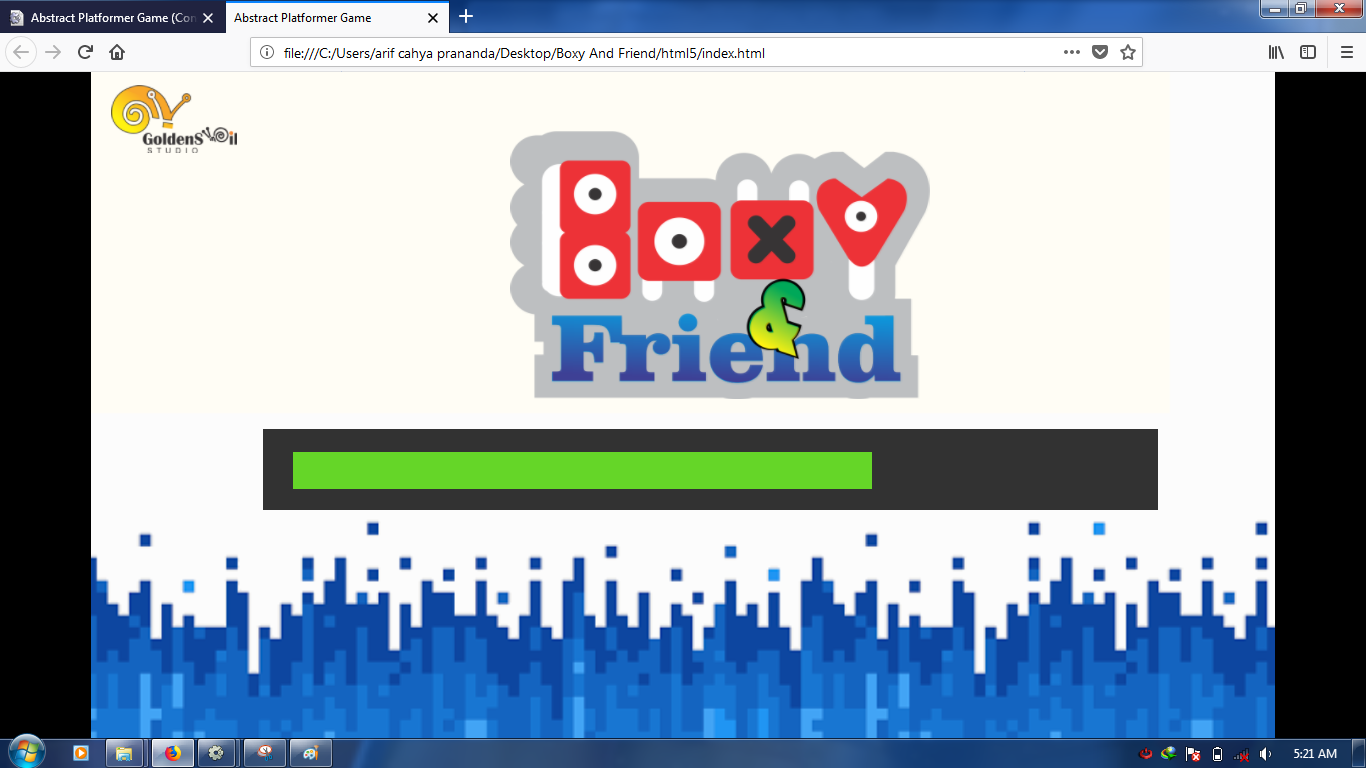 Abstract Platformer Game (Con
Abstract Platformer Game
file:///C:/Users/arif cahya prananda/Desktop/Boxy And Friend/html5/index.html
GoldenSnail
STUDIO
Boxy
&
Friend
5:21 AM